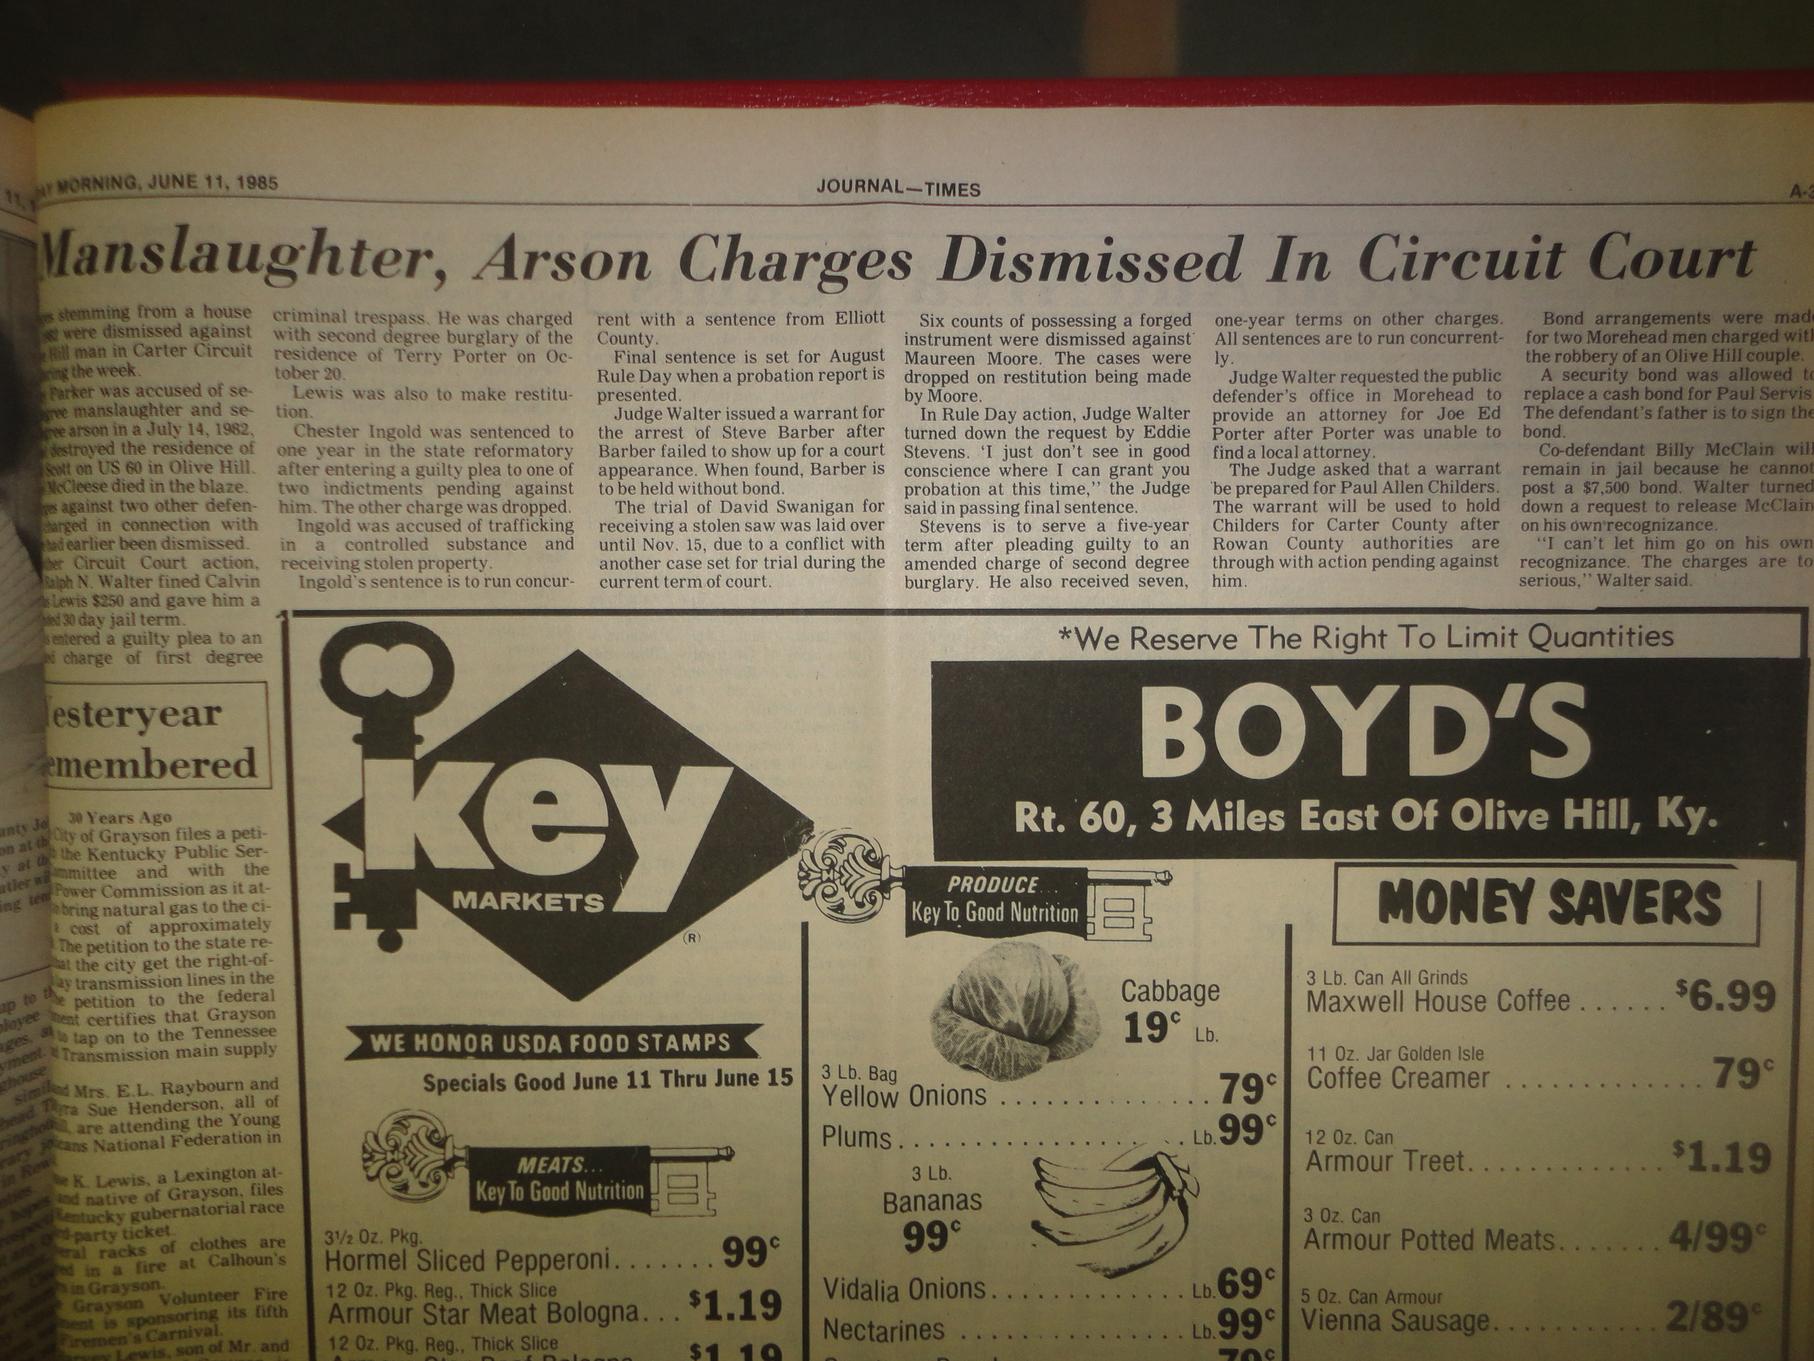 MORNING, JUNE 11, 1985
JOURNAL—TIMES
Manslaughter, Arson Charges Dismissed In Circuit Court
stemming from a house
were dismissed against
Hill man in Carter Circuit
the week.
Parker was accused of se-
manslaughter and se-
arson in a July 14, 1982,
destroyed the residence of
Scott on US 60 in Olive Hill.
McCleese died in the blaze.
against two other defen-
charged in connection with
had earlier been dismissed.
Circuit Court action,
Ralph N. Walter fined Calvin
Lewis $250 and gave him a
30 day jail term.
entered a guilty plea to an
charge of first degree
criminal trespass. He was charged
with second degree burglary of the
residence of Terry Porter on Oc-
tober 20.
Lewis was also to make restitu-
tion.
Chester Ingold was sentenced to
one year in the state reformatory
after entering a guilty plea to one of
two indictments pending against
him. The other charge was dropped.
Ingold was accused of trafficking
in a controlled substance and
receiving stolen property.
Ingold's sentence is to run concur-
rent with a sentence from Elliott
County.
Final sentence is set for August
Rule Day when a probation report is
presented.
Judge Walter issued a warrant for
the arrest of Steve Barber after
Barber failed to show up for a court
appearance. When found, Barber is
to be held without bond.
The trial of David Swanigan for
receiving a stolen saw was laid over
until Nov. 15, due to a conflict with
another case set for trial during the
current term of court.
Six counts of possessing a forged
instrument were dismissed against
Maureen Moore. The cases were
dropped on restitution being made
by Moore.
In Rule Day action, Judge Walter
turned down the request by Eddie
Stevens. 'I just don't see in good
conscience where I can grant you
probation at this time,'' the Judge
said in passing final sentence.
Stevens is to serve a five-year
term after pleading guilty to an
amended charge of second degree
burglary. He also received seven,
one-year terms on other charges.
All sentences are to run concurrent-
ly.
Judge Walter requested the public
defender's office in Morehead to
provide an attorney for Joe Ed
Porter after Porter was unable to
find a local attorney.
The Judge asked that a warrant
be prepared for Paul Allen Childers.
The warrant will be used to hold
Childers for Carter County after
Rowan County authorities are
through with action pending against
him.
Bond arrangements were made
for two Morehead men charged with
the robbery of an Olive Hill couple.
A security bond was allowed to
replace a cash bond for Paul Servis
The defendant's father is to sign the
bond.
Co-defendant Billy McClain will
remain in jail because he cannot
post a $7,500 bond. Walter turned
down a request to release McClain
on his own recognizance.
''I can't let him go on his own
recognizance. The charges are to
serious,'' Walter said.
Yesteryear
Remembered
30 Years Ago
City of Grayson files a peti-
the Kentucky Public Ser-
and with the
Power Commission as it at-
bring natural gas to the ci-
cost of approximately
The petition to the state re-
that the city get the right-of-
transmission lines in the
petition to the federal
certifies that Grayson
to tap on to the Tennessee
Transmission main supply
Mrs. E.L. Raybourn and
Sue Henderson, all of
are attending the Young
National Federation in
K. Lewis, a Lexington at-
and native of Grayson, files
Kentucky gubernatorial race
ticket.
racks of clothes are
in a fire at Calhoun's
in Grayson.
Grayson Volunteer Fire
is sponsoring its fifth
Firemen's Carnival.
Lewis, son of Mr. and
key
MARKETS
(R)
WE HONOR USDA FOOD STAMPS
Specials Good June 11 Thru June 15
MEATS...
Key To Good Nutrition
3½ Oz. Pkg.
Hormel Sliced Pepperoni....... 99¢
12 Oz. Pkg. Reg., Thick Slice
Armour Star Meat Bologna... $1.19
12 Oz. Pkg. Reg., Thick Slice
$1.19
*We Reserve The Right To Limit Quantities
BOYD'S
Rt. 60, 3 Miles East Of Olive Hill, Ky.
PRODUCE...
Key To Good Nutrition
Cabbage
19¢ Lb.
3 Lb. Bag
Yellow Onions .............. 79¢
Plums.................. Lb. 99¢
3 Lb.
Bananas
99¢
Vidalia Onions............ Lb. 69¢
Nectarines .............. Lb. 99¢
79¢
MONEY SAVERS
3 Lb. Can All Grinds
Maxwell House Coffee ...... $6.99
11 Oz. Jar Golden Isle
Coffee Creamer ............. 79¢
12 Oz. Can
Armour Treet............. $1.19
3 Oz. Can
Armour Potted Meats....... 4/99¢
5 Oz. Can Armour
Vienna Sausage............ 2/89¢